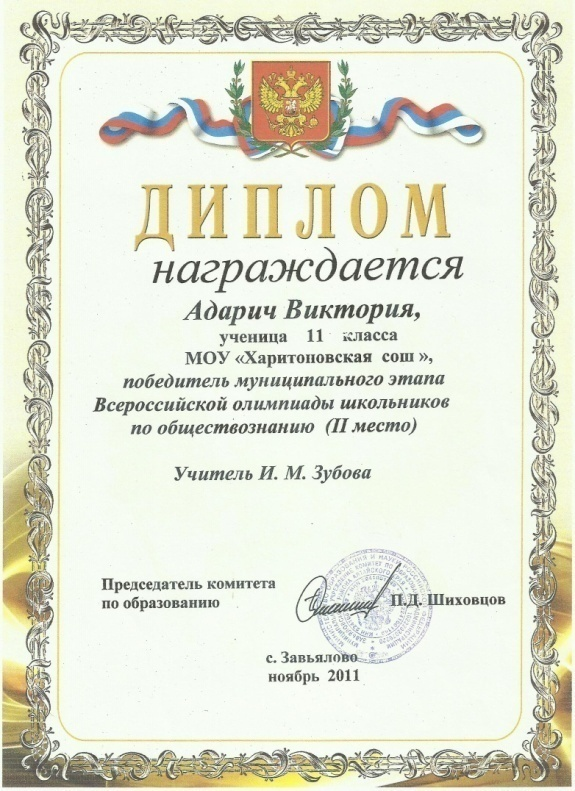 ДИПЛОМ
награждается
Адарич Виктория,
ученица 11 класса
МОУ «Харитоновская сош »,
победитель муниципального этапа
Всероссийской олимпиады школьников
по обществознанию (II место)
Учитель И. М. Зубова
Председатель комитета
по образованию
П.Д. Шиховцов
с. Завьялово
ноябрь 2011